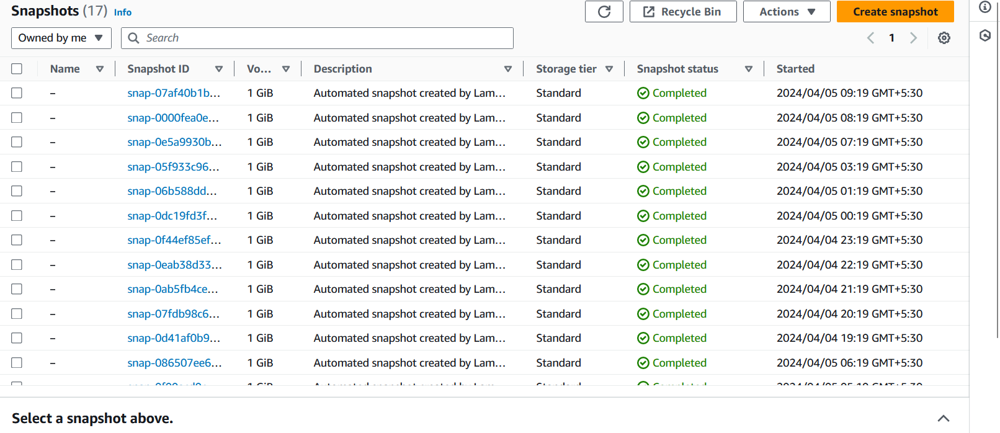 Snapshots (17) Info
Recycle Bin Actions Create snapshot
Owned by me Search 1
Name Snapshot ID Vo... Description Storage tier Snapshot status Started
– snap-07af40b1b... 1 GiB Automated snapshot created by Lam... Standard Completed 2024/04/05 09:19 GMT+5:30
– snap-0000fea0e... 1 GiB Automated snapshot created by Lam... Standard Completed 2024/04/05 08:19 GMT+5:30
– snap-0e5a9930b... 1 GiB Automated snapshot created by Lam... Standard Completed 2024/04/05 07:19 GMT+5:30
– snap-05f933c96... 1 GiB Automated snapshot created by Lam... Standard Completed 2024/04/05 03:19 GMT+5:30
– snap-06b588dd... 1 GiB Automated snapshot created by Lam... Standard Completed 2024/04/05 01:19 GMT+5:30
– snap-0dc19fd3f... 1 GiB Automated snapshot created by Lam... Standard Completed 2024/04/05 00:19 GMT+5:30
– snap-0f44ef85ef... 1 GiB Automated snapshot created by Lam... Standard Completed 2024/04/04 23:19 GMT+5:30
– snap-0eab38d33... 1 GiB Automated snapshot created by Lam... Standard Completed 2024/04/04 22:19 GMT+5:30
– snap-0ab5fb4ce... 1 GiB Automated snapshot created by Lam... Standard Completed 2024/04/04 21:19 GMT+5:30
– snap-07fdb98c6... 1 GiB Automated snapshot created by Lam... Standard Completed 2024/04/04 20:19 GMT+5:30
– snap-0d41af0b9... 1 GiB Automated snapshot created by Lam... Standard Completed 2024/04/04 19:19 GMT+5:30
– snap-086507ee6... 1 GiB Automated snapshot created by Lam... Standard Completed 2024/04/05 06:19 GMT+5:30
Select a snapshot above.